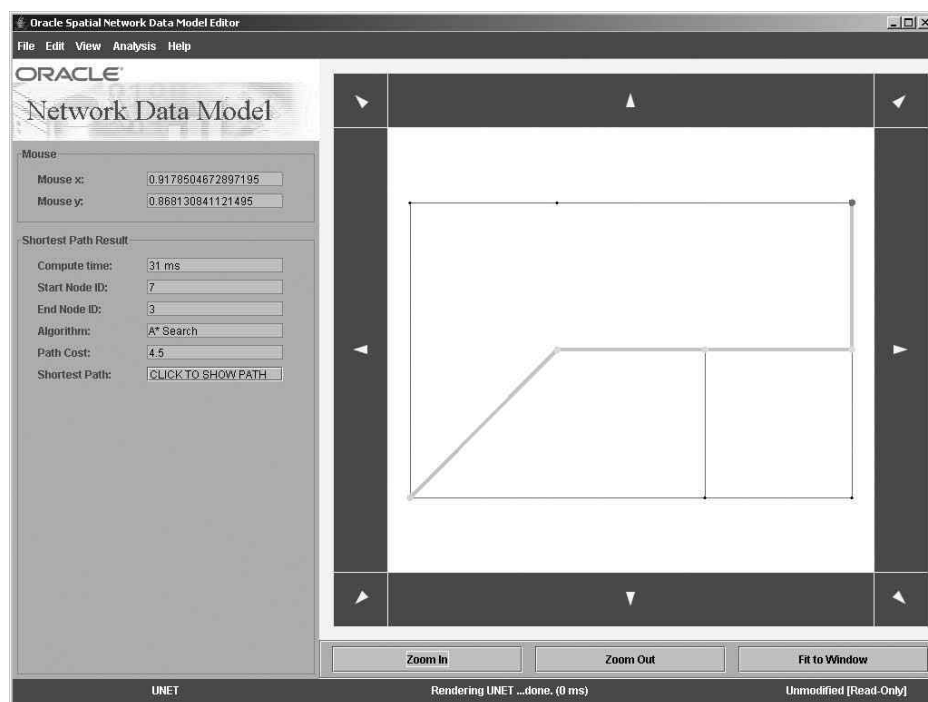 Oracle Spatial Network Data Model Editor
File Edit View Analysis Help
ORACLE
Network Data Model
Mouse
Mouse x: 0.9178504672897195
Mouse y: 0.868130841121495
Shortest Path Result
Compute time: 31 ms
Start Node ID: 7
End Node ID: 3
Algorithm: A* Search
Path Cost: 4.5
Shortest Path: CLICK TO SHOW PATH
Zoom In Zoom Out Fit to Window
UNET Rendering UNET ...done. (0 ms) Unmodified [Read-Only]